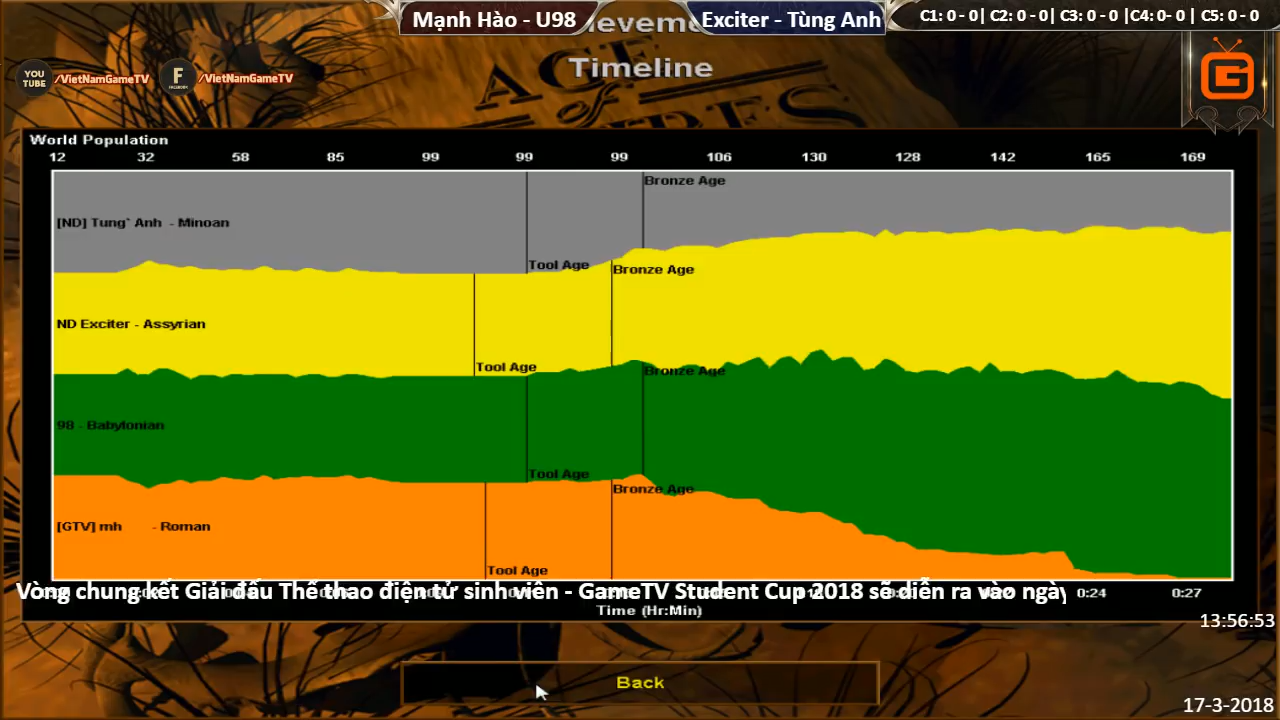 Mạnh Hào - U98
Exciter - Tùng Anh
C1: 0 - 0| C2: 0 - 0| C3: 0 - 0 |C4: 0- 0 | C5: 0 - 0
Timeline
AGE
of
YOU
TUBE
/VietNamGameTV
F
FACEBOOK
/VietNamGameTV
G
World Population
12 32 58 85 99 99 99 106 130 128 142 165 169
Bronze Age
[ND] Tung` Anh - Minoan
Tool Age
Bronze Age
ND Exciter - Assyrian
Tool Age
Bronze Age
98 - Babylonian
Tool Age
Bronze Age
[GTV] mh - Roman
Tool Age
Vòng chung kết Giải đấu Thể thao điện tử sinh viên - GameTV Student Cup 2018 sẽ diễn ra vào ngày
0:24 0:27
Time (Hr:Min)
13:56:53
Back
17-3-2018